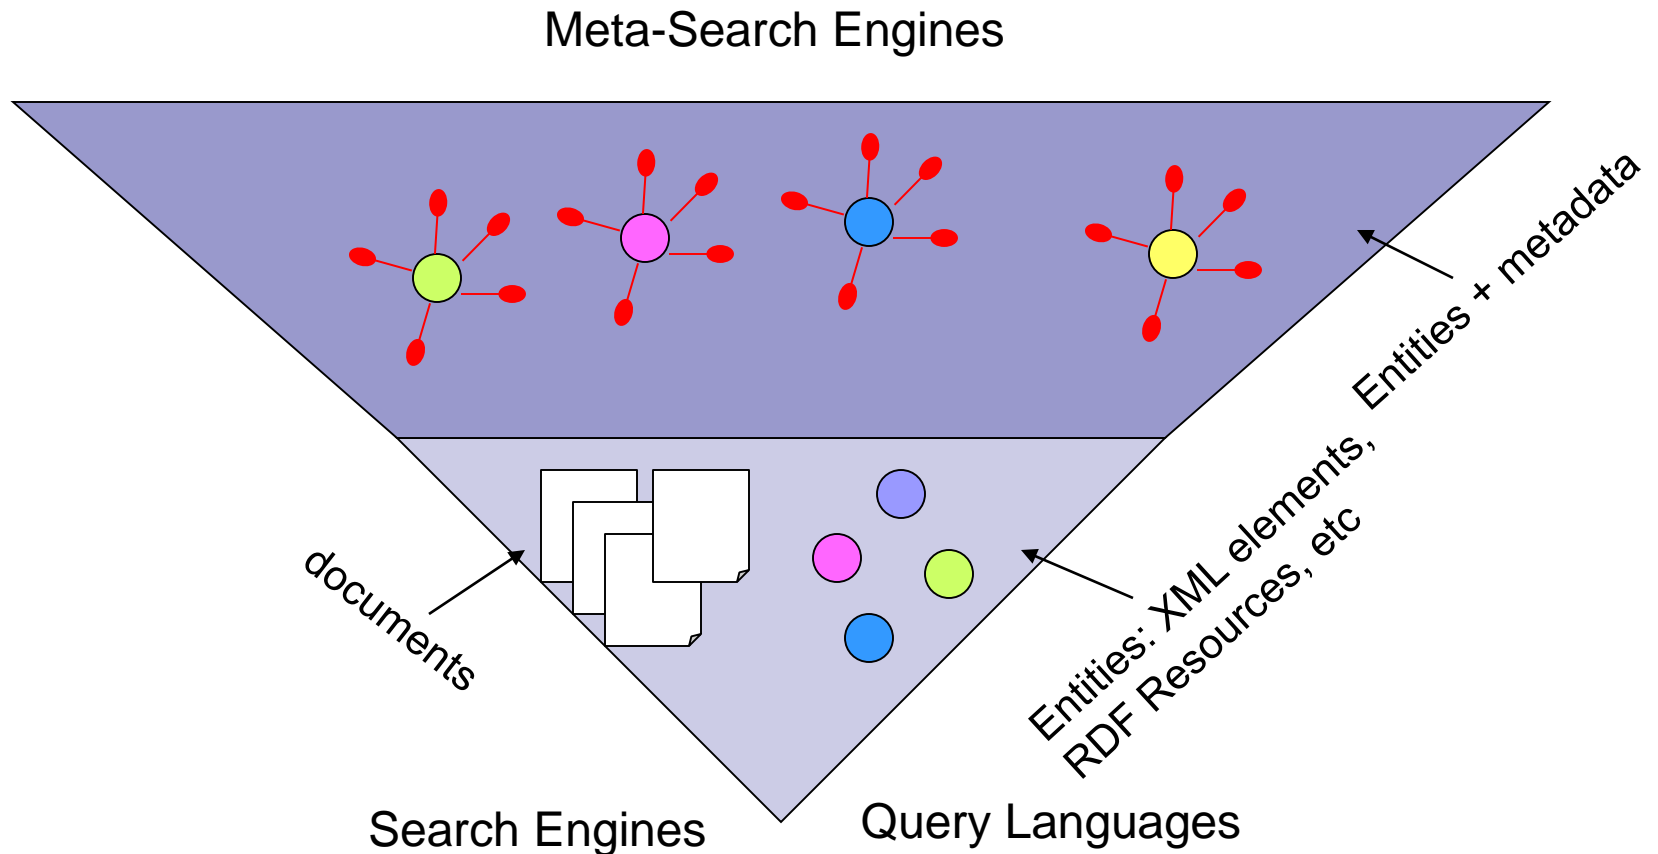 Meta-Search Engines
Entities + metadata
documents
Entities: XML elements,
RDF Resources, etc
Search Engines
Query Languages